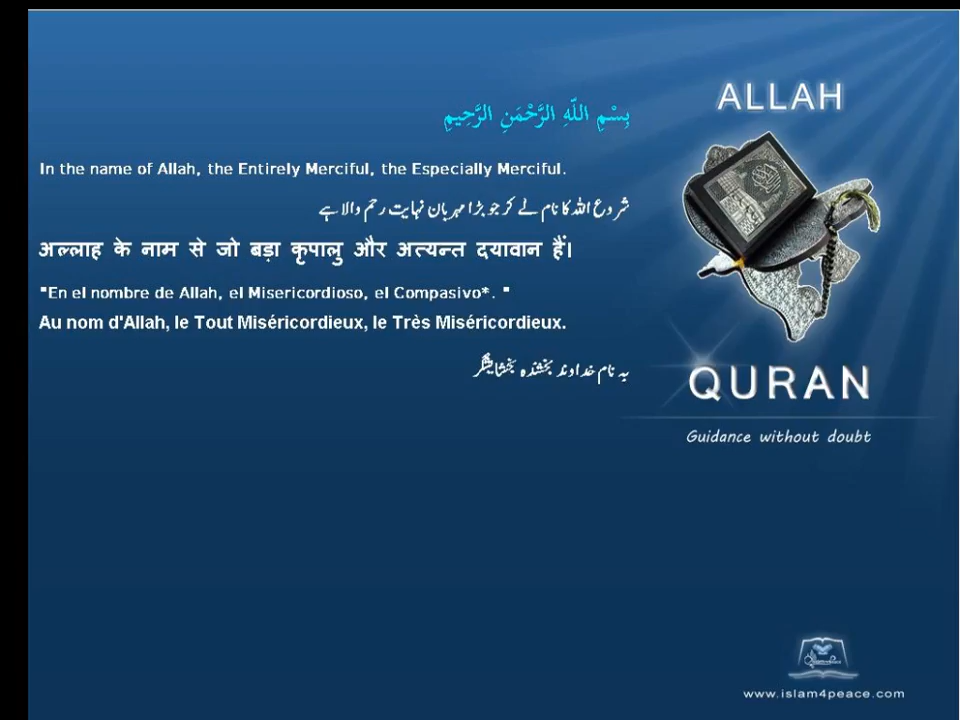 بِسْمِ اللَّهِ الرَّحْمَنِ الرَّحِيمِ
In the name of Allah, the Entirely Merciful, the Especially Merciful.
شروع الله کا نام لے کر جو بڑا مہربان نہایت رحم والا ہے
अल्लाह के नाम से जो बड़ा कृपालु और अत्यन्त दयावान हैं।
"En el nombre de Allah, el Misericordioso, el Compasivo*. "
Au nom d'Allah, le Tout Miséricordieux, le Très Miséricordieux.
به نام خداوند بخشنده بخشایشگر
ALLAH
QURAN
Guidance without doubt
www.islam4peace.com